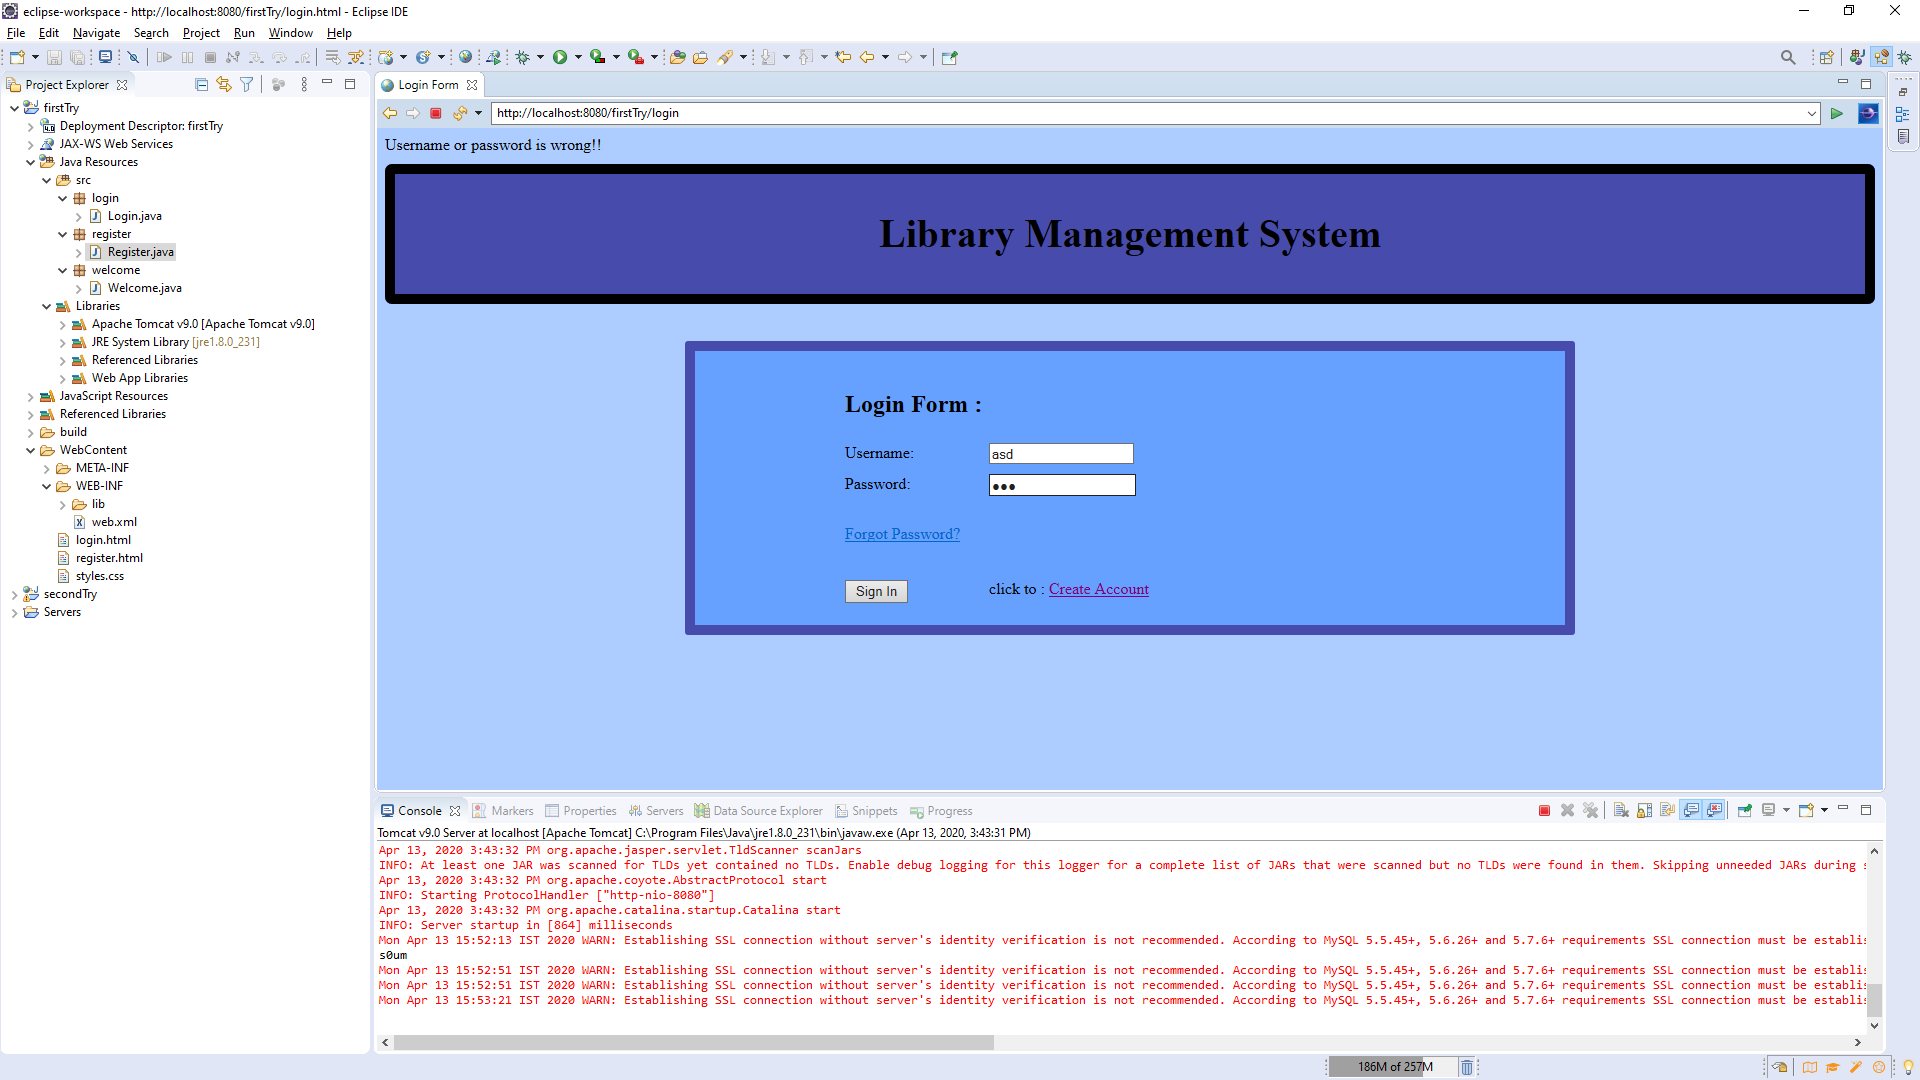 eclipse-workspace - http://localhost:8080/firstTry/login.html - Eclipse IDE
File Edit Navigate Search Project Run Window Help
Project Explorer
firstTry
Deployment Descriptor: firstTry
JAX-WS Web Services
Java Resources
src
login
Login.java
register
Register.java
welcome
Welcome.java
Libraries
Apache Tomcat v9.0 [Apache Tomcat v9.0]
JRE System Library [jre1.8.0_231]
Referenced Libraries
Web App Libraries
JavaScript Resources
Referenced Libraries
build
WebContent
META-INF
WEB-INF
lib
web.xml
login.html
register.html
styles.css
secondTry
Servers
Login Form
http://localhost:8080/firstTry/login
Username or password is wrong!!
Library Management System
Login Form :
Username: asd
Password: ●●●
Forgot Password?
Sign In click to : Create Account
Console Markers Properties Servers Data Source Explorer Snippets Progress
Tomcat v9.0 Server at localhost [Apache Tomcat] C:\Program Files\Java\jre1.8.0_231\bin\javaw.exe (Apr 13, 2020, 3:43:31 PM)
Apr 13, 2020 3:43:32 PM org.apache.jasper.servlet.TldScanner scanJars
INFO: At least one JAR was scanned for TLDs yet contained no TLDs. Enable debug logging for this logger for a complete list of JARs that were scanned but no TLDs were found in them. Skipping unneeded JARs during s
Apr 13, 2020 3:43:32 PM org.apache.coyote.AbstractProtocol start
INFO: Starting ProtocolHandler ["http-nio-8080"]
Apr 13, 2020 3:43:32 PM org.apache.catalina.startup.Catalina start
INFO: Server startup in [864] milliseconds
Mon Apr 13 15:52:13 IST 2020 WARN: Establishing SSL connection without server's identity verification is not recommended. According to MySQL 5.5.45+, 5.6.26+ and 5.7.6+ requirements SSL connection must be establis
s0um
Mon Apr 13 15:52:51 IST 2020 WARN: Establishing SSL connection without server's identity verification is not recommended. According to MySQL 5.5.45+, 5.6.26+ and 5.7.6+ requirements SSL connection must be establis
Mon Apr 13 15:52:51 IST 2020 WARN: Establishing SSL connection without server's identity verification is not recommended. According to MySQL 5.5.45+, 5.6.26+ and 5.7.6+ requirements SSL connection must be establis
Mon Apr 13 15:53:21 IST 2020 WARN: Establishing SSL connection without server's identity verification is not recommended. According to MySQL 5.5.45+, 5.6.26+ and 5.7.6+ requirements SSL connection must be establis
186M of 257M